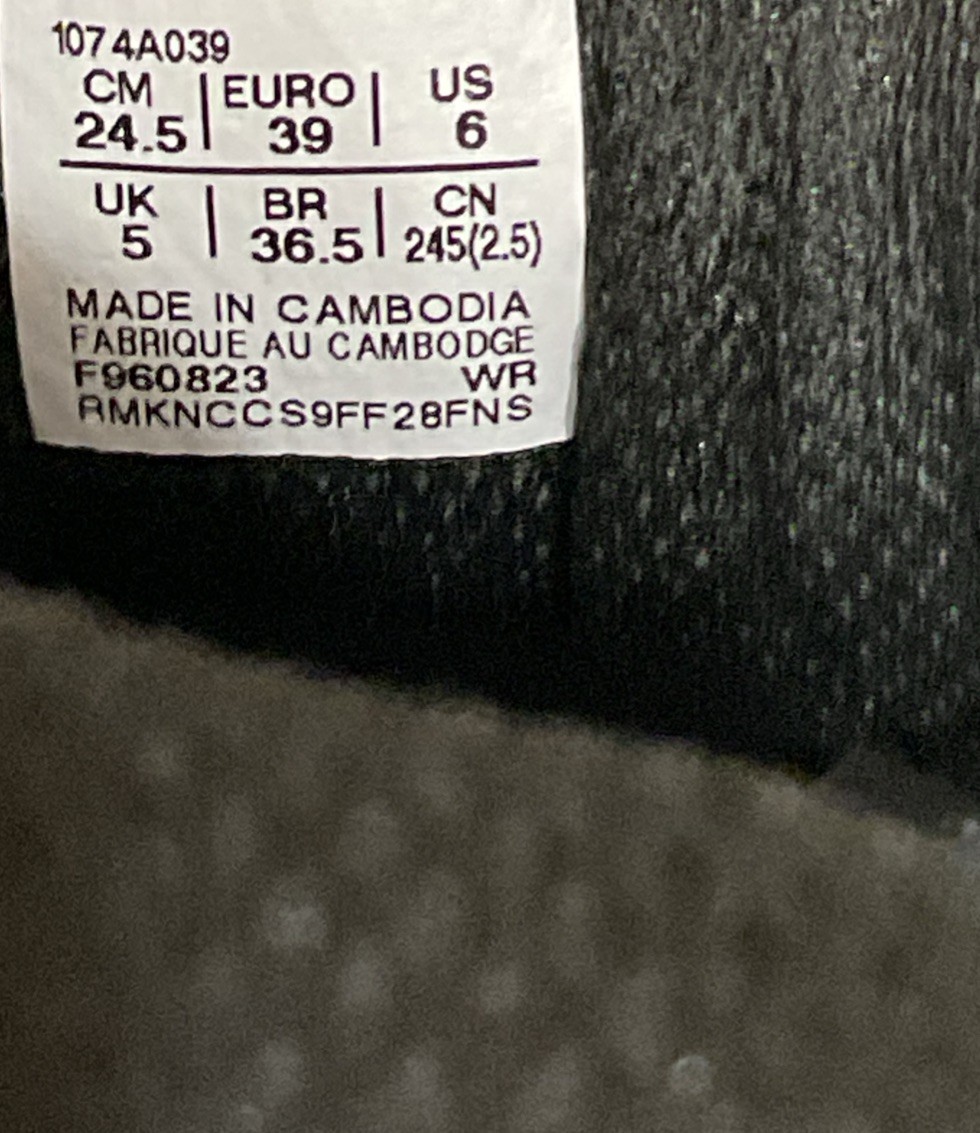 1074A039
CM | EURO | US
24.5 | 39 | 6
UK | BR | CN
5 | 36.5 | 245(2.5)
MADE IN CAMBODIA
FABRIQUE AU CAMBODGE
F960823 WR
RMKNCCS9FF28FNS